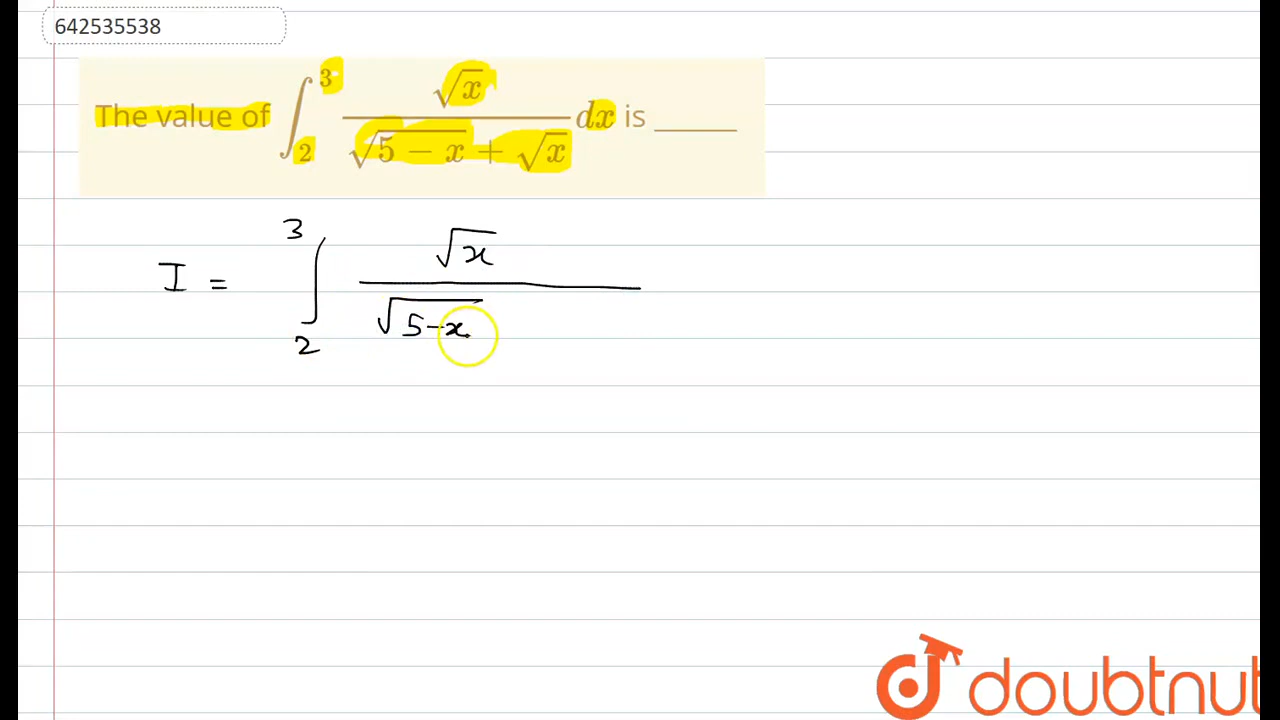 642535538
The value of ∫₂³ √x / (√(5 − x) + √x) dx is ______
I = ∫₂³ √x / √(5−x)
doubtnut